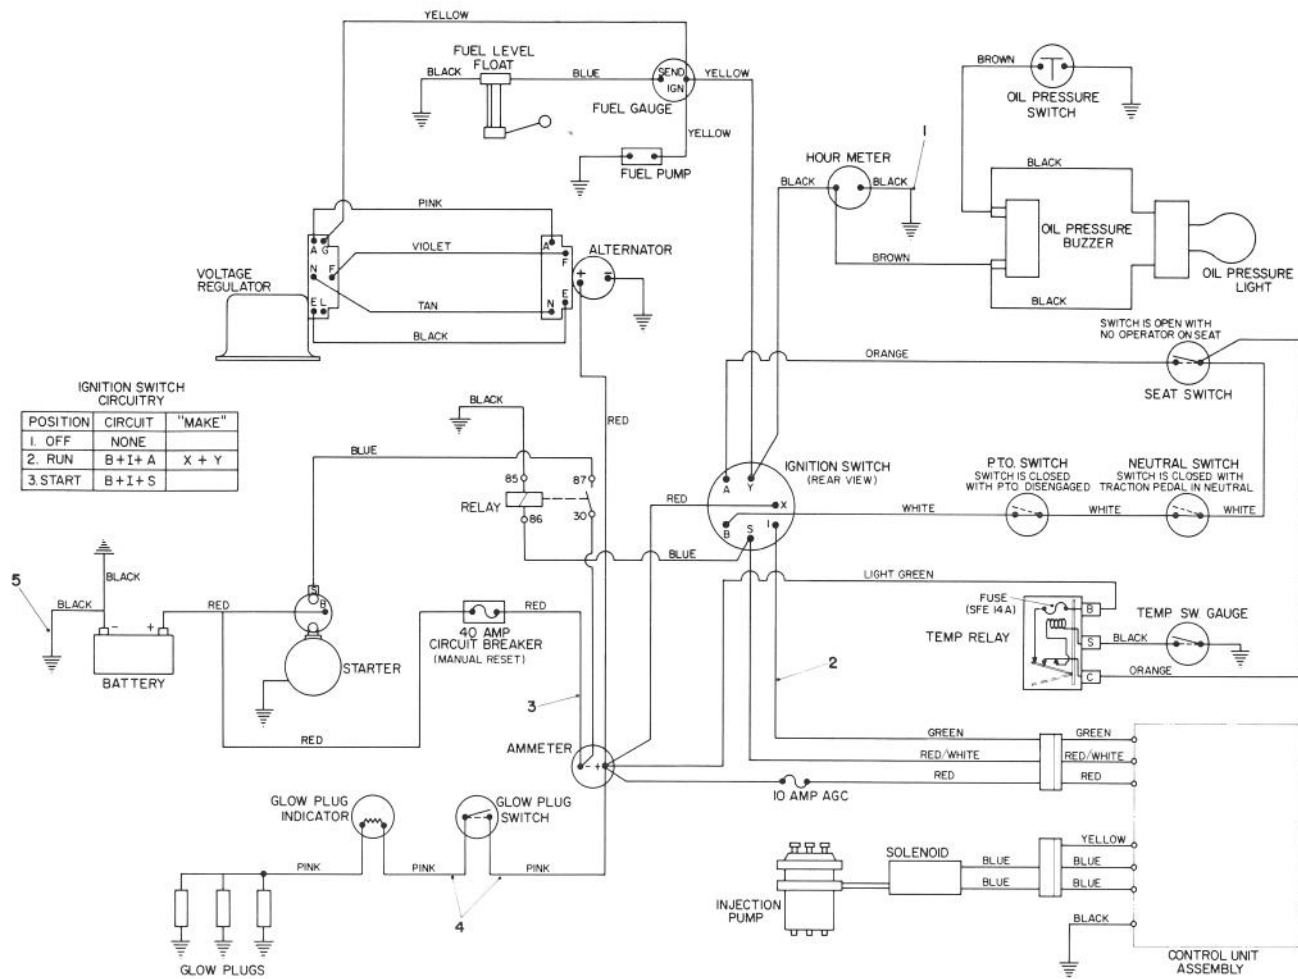 YELLOW
FUEL LEVEL
FLOAT
BLACK
BLUE
SEND
IGN
YELLOW
FUEL GAUGE
YELLOW
FUEL PUMP
BROWN
OIL PRESSURE
SWITCH
1
HOUR METER
BLACK
BLACK
BLACK
OIL PRESSURE
BUZZER
BROWN
BLACK
OIL PRESSURE
LIGHT
PINK
A G
A
VIOLET
ALTERNATOR
N F
F
+ -
VOLTAGE
REGULATOR
E L
TAN
N
E
BLACK
SWITCH IS OPEN WITH
NO OPERATOR ON SEAT
ORANGE
SEAT SWITCH
IGNITION SWITCH
CIRCUITRY
POSITION CIRCUIT "MAKE"
1. OFF NONE
2. RUN B+I+A X + Y
3. START B+I+S
BLACK
RED
BLUE
85
87
RELAY
86
30
BLUE
RED
A Y
X
B S I
IGNITION SWITCH
(REAR VIEW)
P.T.O. SWITCH
SWITCH IS CLOSED
WITH P.T.O. DISENGAGED
NEUTRAL SWITCH
SWITCH IS CLOSED WITH
TRACTION PEDAL IN NEUTRAL
WHITE
WHITE
WHITE
LIGHT GREEN
FUSE
(SFE 14A)
B
TEMP SW. GAUGE
TEMP RELAY
S
BLACK
C
ORANGE
5
BLACK
BLACK
RED
- +
BATTERY
S
B
STARTER
RED
40 AMP
CIRCUIT BREAKER
(MANUAL RESET)
RED
3
2
AMMETER
- +
GREEN
GREEN
RED/WHITE
RED/WHITE
RED
RED
10 AMP AGC
GLOW PLUG
INDICATOR
GLOW PLUG
SWITCH
PINK
PINK
PINK
4
GLOW PLUGS
INJECTION
PUMP
SOLENOID
YELLOW
BLUE
BLUE
BLUE
BLUE
BLACK
CONTROL UNIT
ASSEMBLY